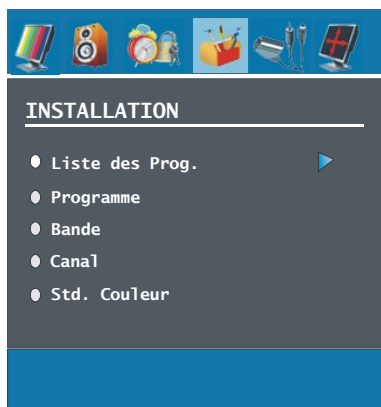 INSTALLATION
Liste des Prog.
Programme
Bande
Canal
Std. Couleur